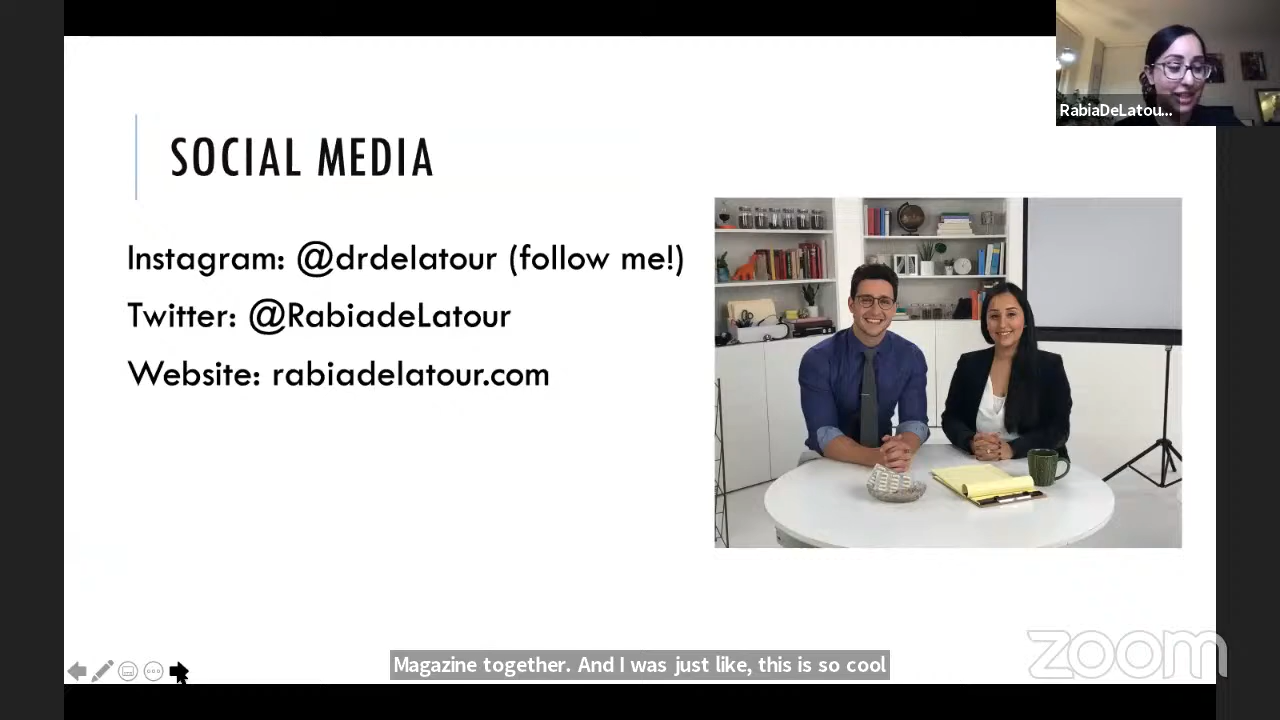 RabiaDeLatou...
SOCIAL MEDIA
Instagram: @drdelatour (follow me!)
Twitter: @RabiadeLatour
Website: rabiadelatour.com
zoom
Magazine together. And I was just like, this is so cool